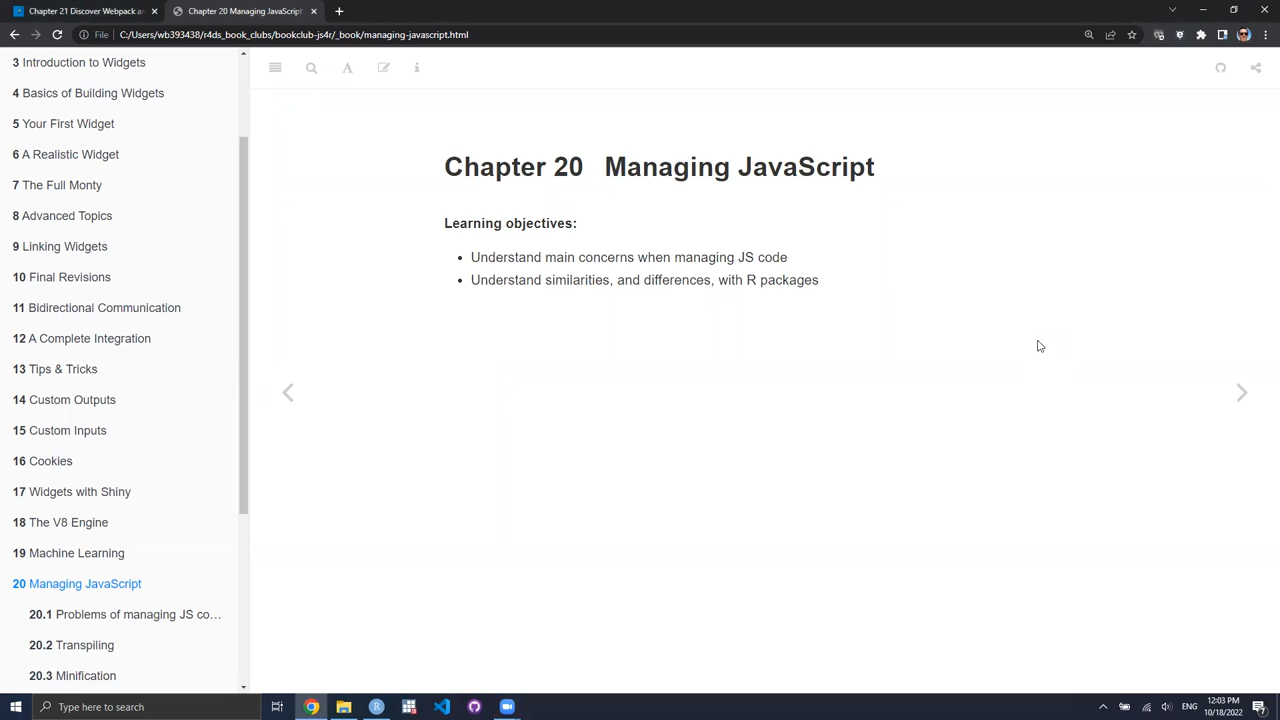 Chapter 21 Discover Webpack a
Chapter 20 Managing JavaScript
File
C:/Users/wb393438/r4ds_book_clubs/bookclub-js4r/_book/managing-javascript.html
3 Introduction to Widgets
4 Basics of Building Widgets
5 Your First Widget
6 A Realistic Widget
7 The Full Monty
8 Advanced Topics
9 Linking Widgets
10 Final Revisions
11 Bidirectional Communication
12 A Complete Integration
13 Tips & Tricks
14 Custom Outputs
15 Custom Inputs
16 Cookies
17 Widgets with Shiny
18 The V8 Engine
19 Machine Learning
20 Managing JavaScript
20.1 Problems of managing JS co…
20.2 Transpiling
20.3 Minification
Chapter 20 Managing JavaScript
Learning objectives:
• Understand main concerns when managing JS code
• Understand similarities, and differences, with R packages
Type here to search
ENG
12:03 PM
10/18/2022